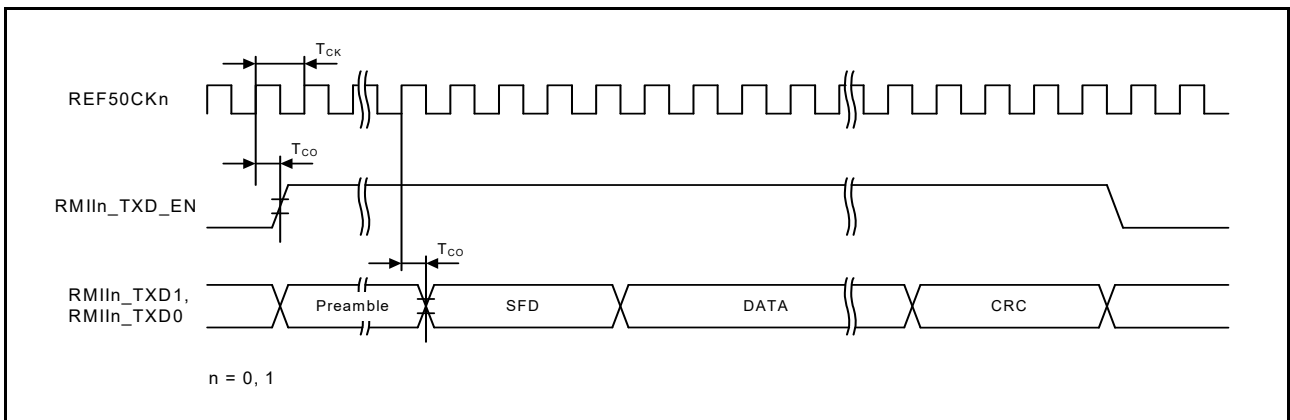 TCK
REF50CKn
TCO
RMIIn_TXD_EN
TCO
RMIIn_TXD1,
RMIIn_TXD0
Preamble SFD DATA CRC
n = 0, 1